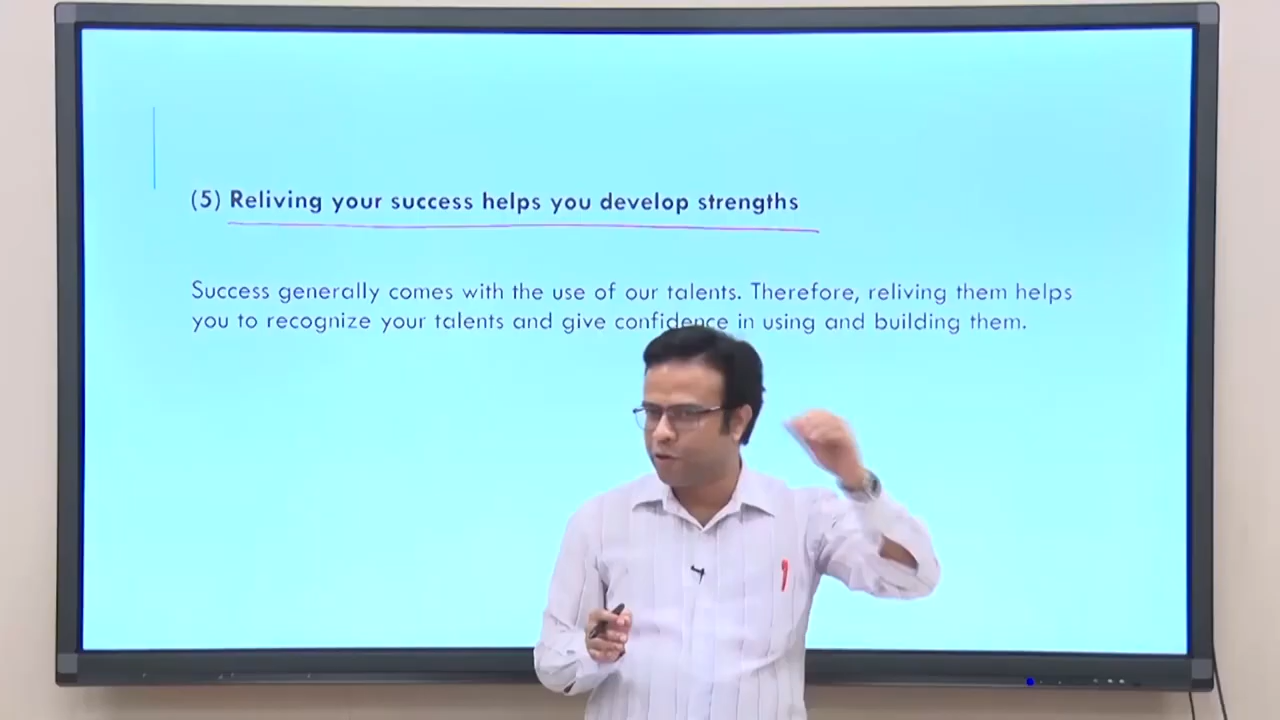 (5) Reliving your success helps you develop strengths
Success generally comes with the use of our talents. Therefore, reliving them helps
you to recognize your talents and give confidence in using and building them.